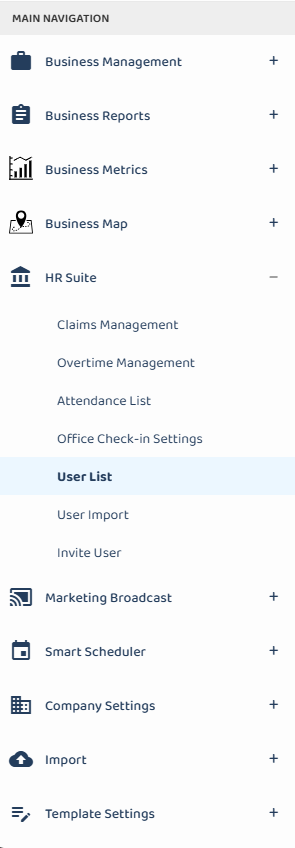 MAIN NAVIGATION
Business Management +
Business Reports +
Business Metrics +
Business Map +
HR Suite −
Claims Management
Overtime Management
Attendance List
Office Check-in Settings
User List
User Import
Invite User
Marketing Broadcast +
Smart Scheduler +
Company Settings +
Import +
Template Settings +